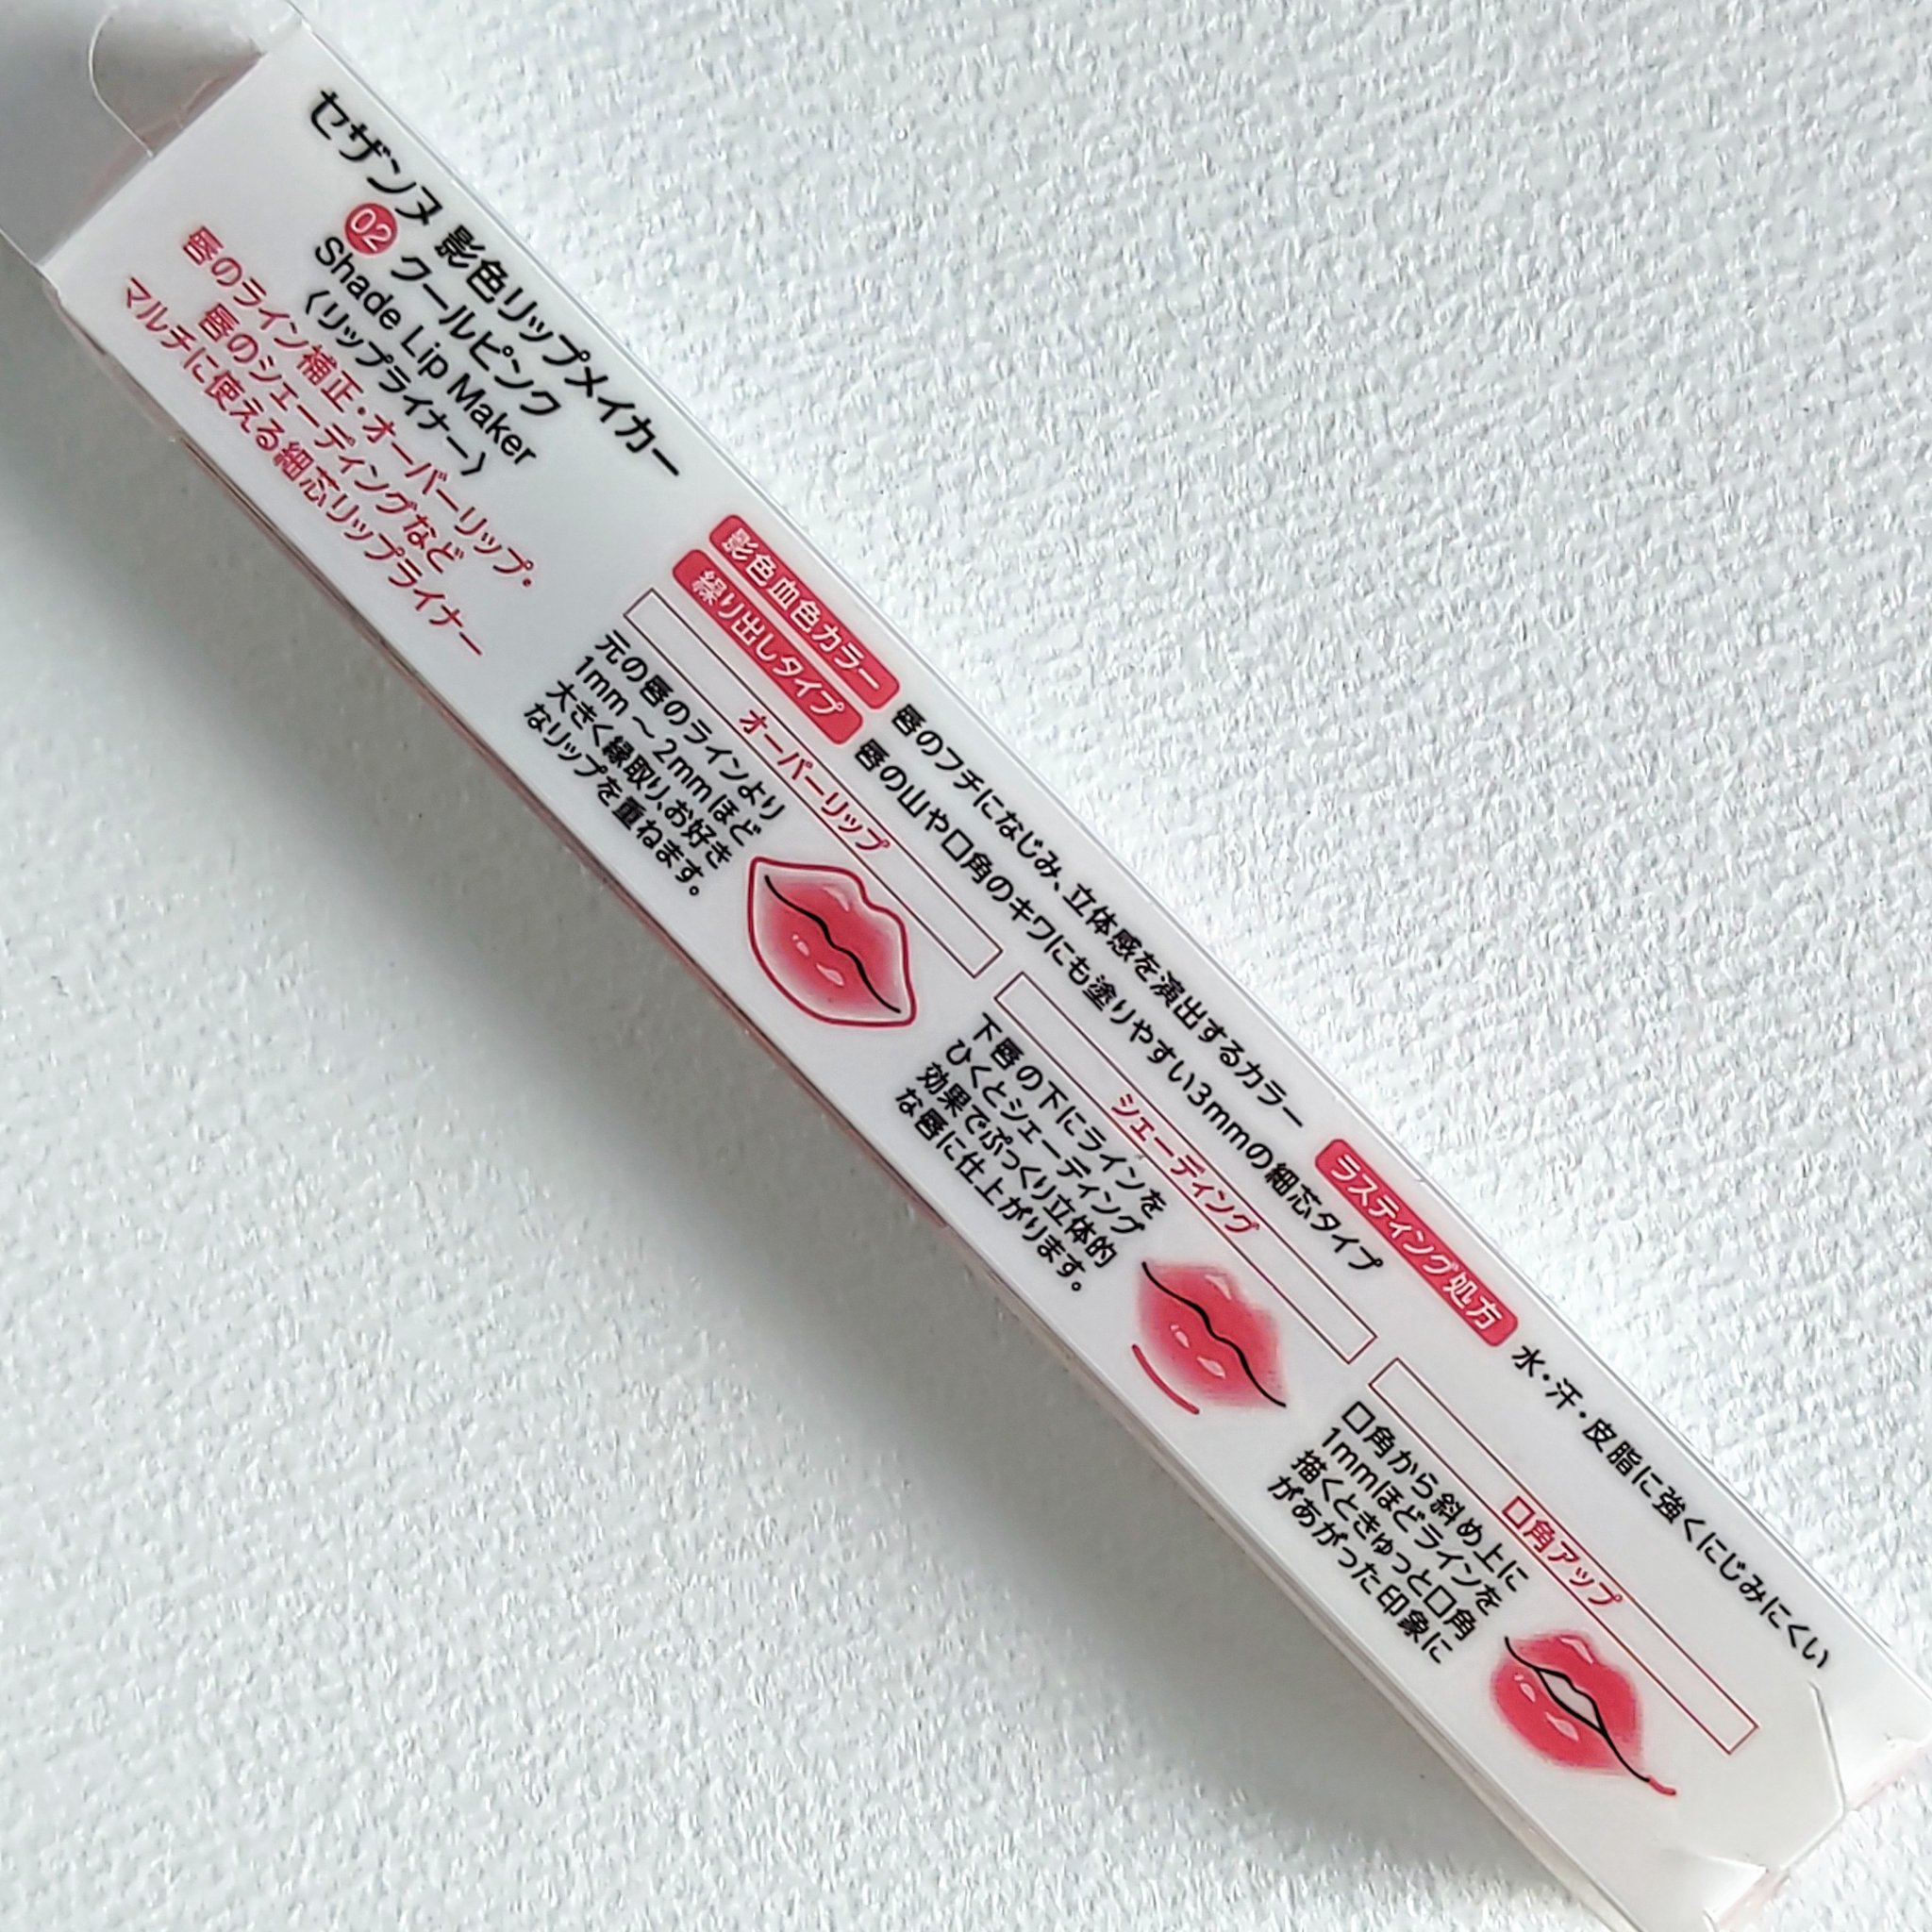 セザンヌ 影色リップメイカー
02 クールピンク
Shade Lip Maker
〈リップライナー〉
唇のライン補正・オーバーリップ・
唇のシェーディングなど
マルチに使える細芯リップライナー
影色血色カラー 唇のフチになじみ、立体感を演出するカラー
繰り出しタイプ 唇の山や口角のキワにも塗りやすい3mmの細芯タイプ
ラスティング処方 水・汗・皮脂に強くにじみにくい
オーバーリップ
元の唇のラインより
1mm～2mmほど
大きく縁取り、お好き
なリップを重ねます。
シェーディング
下唇の下にラインを
ひくとシェーディング
効果でぷっくり立体的
な唇に仕上がります。
口角アップ
口角から斜め上に
1mmほどラインを
描くときゅっと口角
があがった印象に